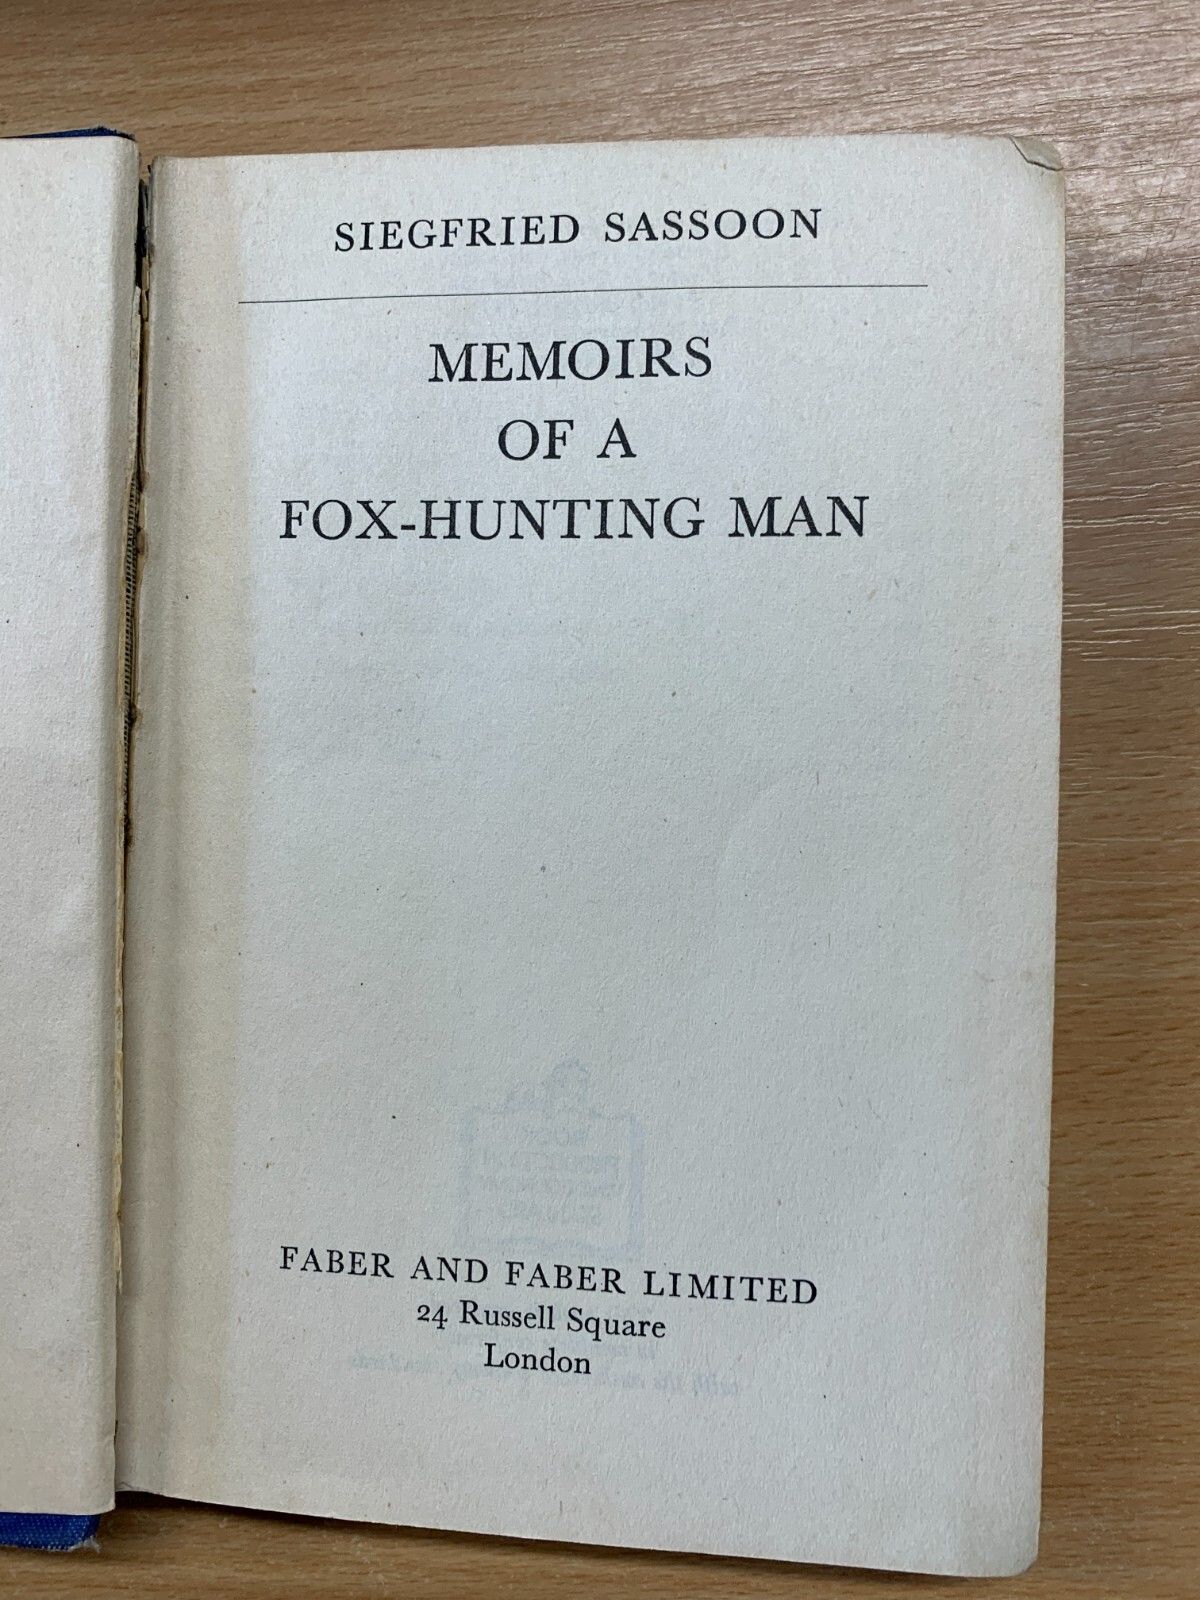 SIEGFRIED SASSOON
MEMOIRS
OF A
FOX-HUNTING MAN
FABER AND FABER LIMITED
24 Russell Square
London